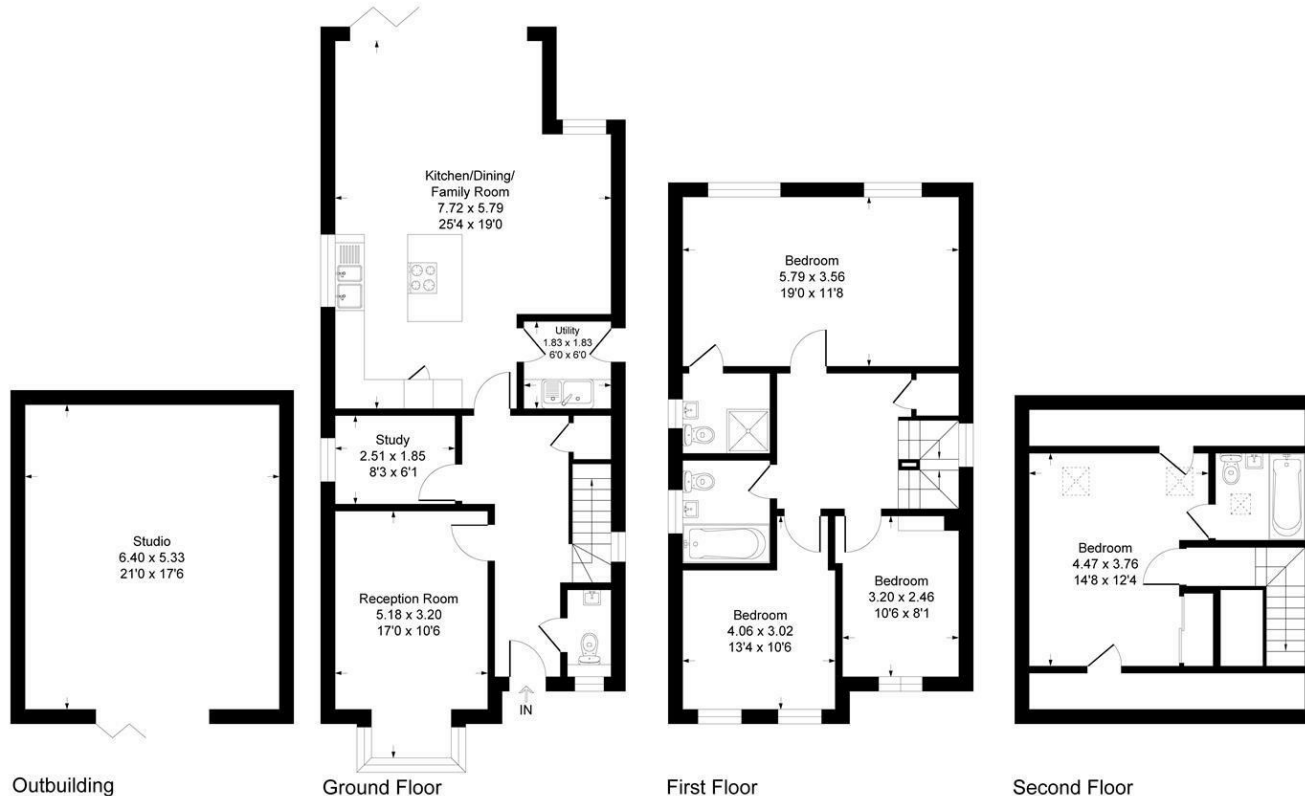 Kitchen/Dining/
Family Room
7.72 x 5.79
25'4 x 19'0
Utility
1.83 x 1.83
6'0 x 6'0
Study
2.51 x 1.85
8'3 x 6'1
Reception Room
5.18 x 3.20
17'0 x 10'6
IN
Studio
6.40 x 5.33
21'0 x 17'6
Bedroom
5.79 x 3.56
19'0 x 11'8
Bedroom
4.06 x 3.02
13'4 x 10'6
Bedroom
3.20 x 2.46
10'6 x 8'1
Bedroom
4.47 x 3.76
14'8 x 12'4
Outbuilding
Ground Floor
First Floor
Second Floor